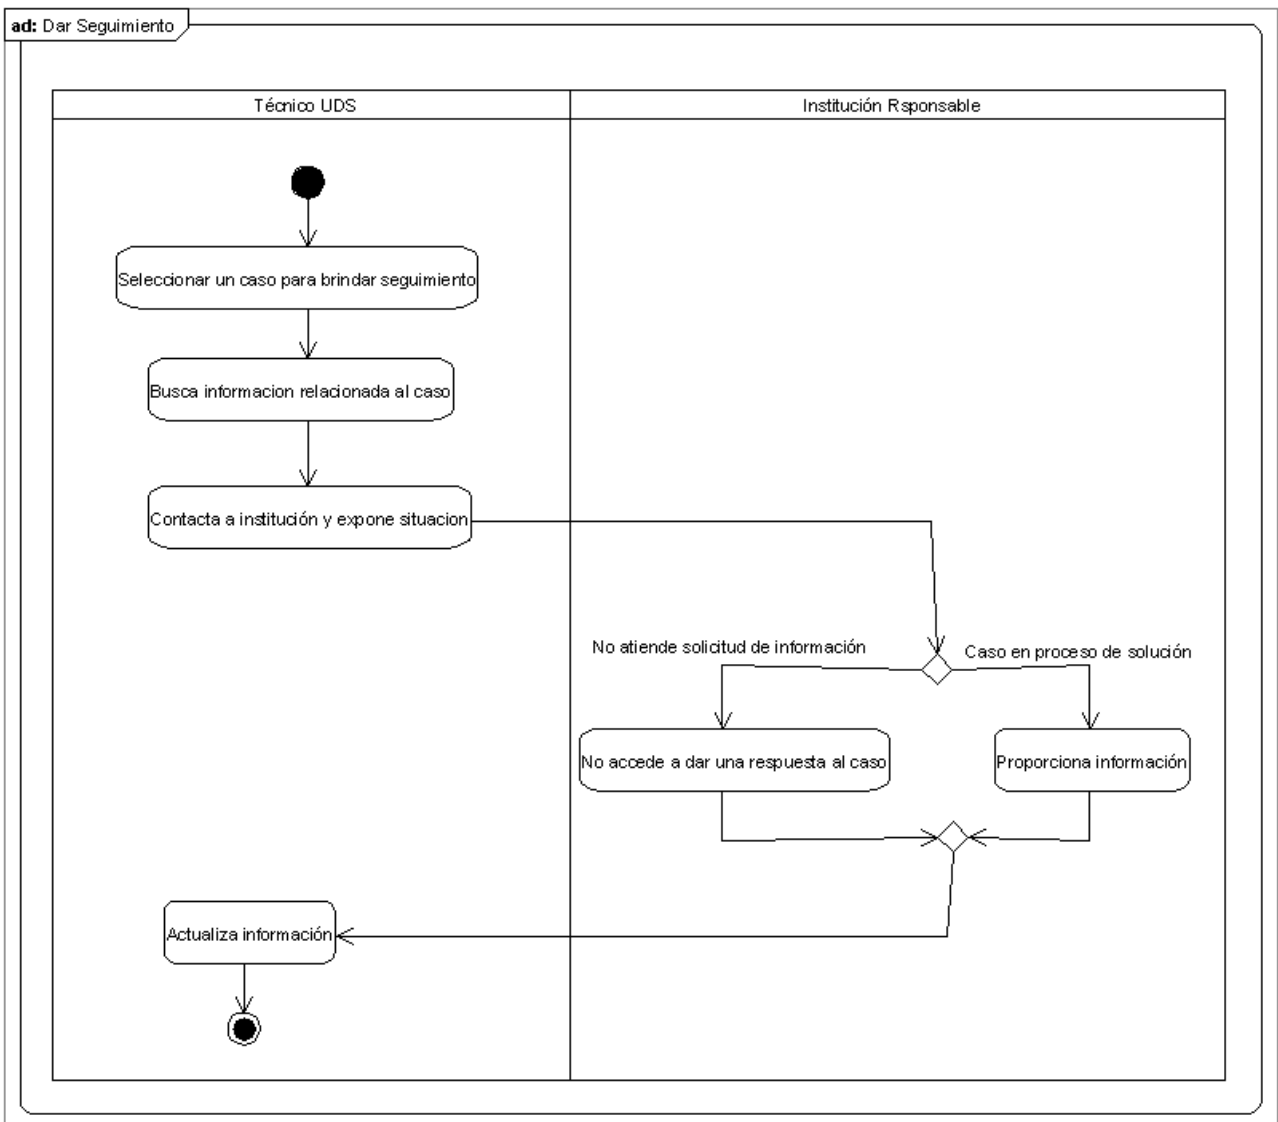 ad: Dar Seguimiento
Técnico UDS
Institución Rsponsable
Seleccionar un caso para brindar seguimiento
Busca informacion relacionada al caso
Contacta a institución y expone situacion
No atiende solicitud de información
Caso en proceso de solución
No accede a dar una respuesta al caso
Proporciona información
Actualiza información